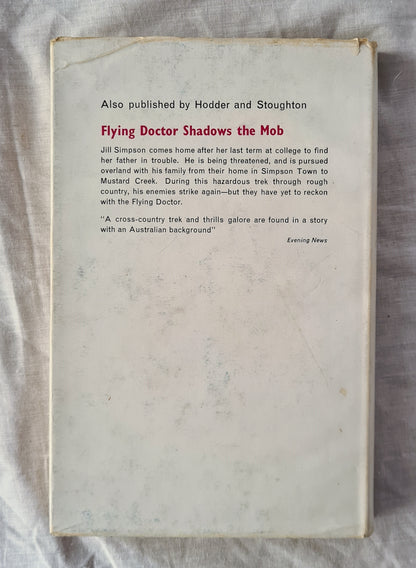 Also published by Hodder and Stoughton
Flying Doctor Shadows the Mob
Jill Simpson comes home after her last term at college to find
her father in trouble. He is being threatened, and is pursued
overland with his family from their home in Simpson Town to
Mustard Creek. During this hazardous trek through rough
country, his enemies strike again—but they have yet to reckon
with the Flying Doctor.
"A cross-country trek and thrills galore are found in a story
with an Australian background"
Evening News